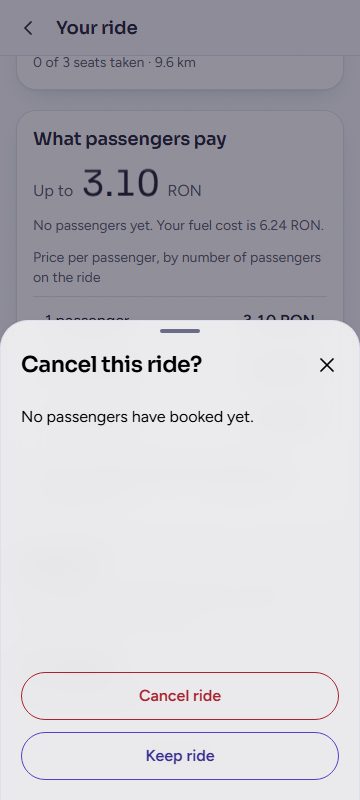 Your ride
0 of 3 seats taken · 9.6 km
What passengers pay
Up to 3.10 RON
No passengers yet. Your fuel cost is 6.24 RON.
Price per passenger, by number of passengers
on the ride
1 passenger 3.10 RON
Cancel this ride?
No passengers have booked yet.
Cancel ride
Keep ride